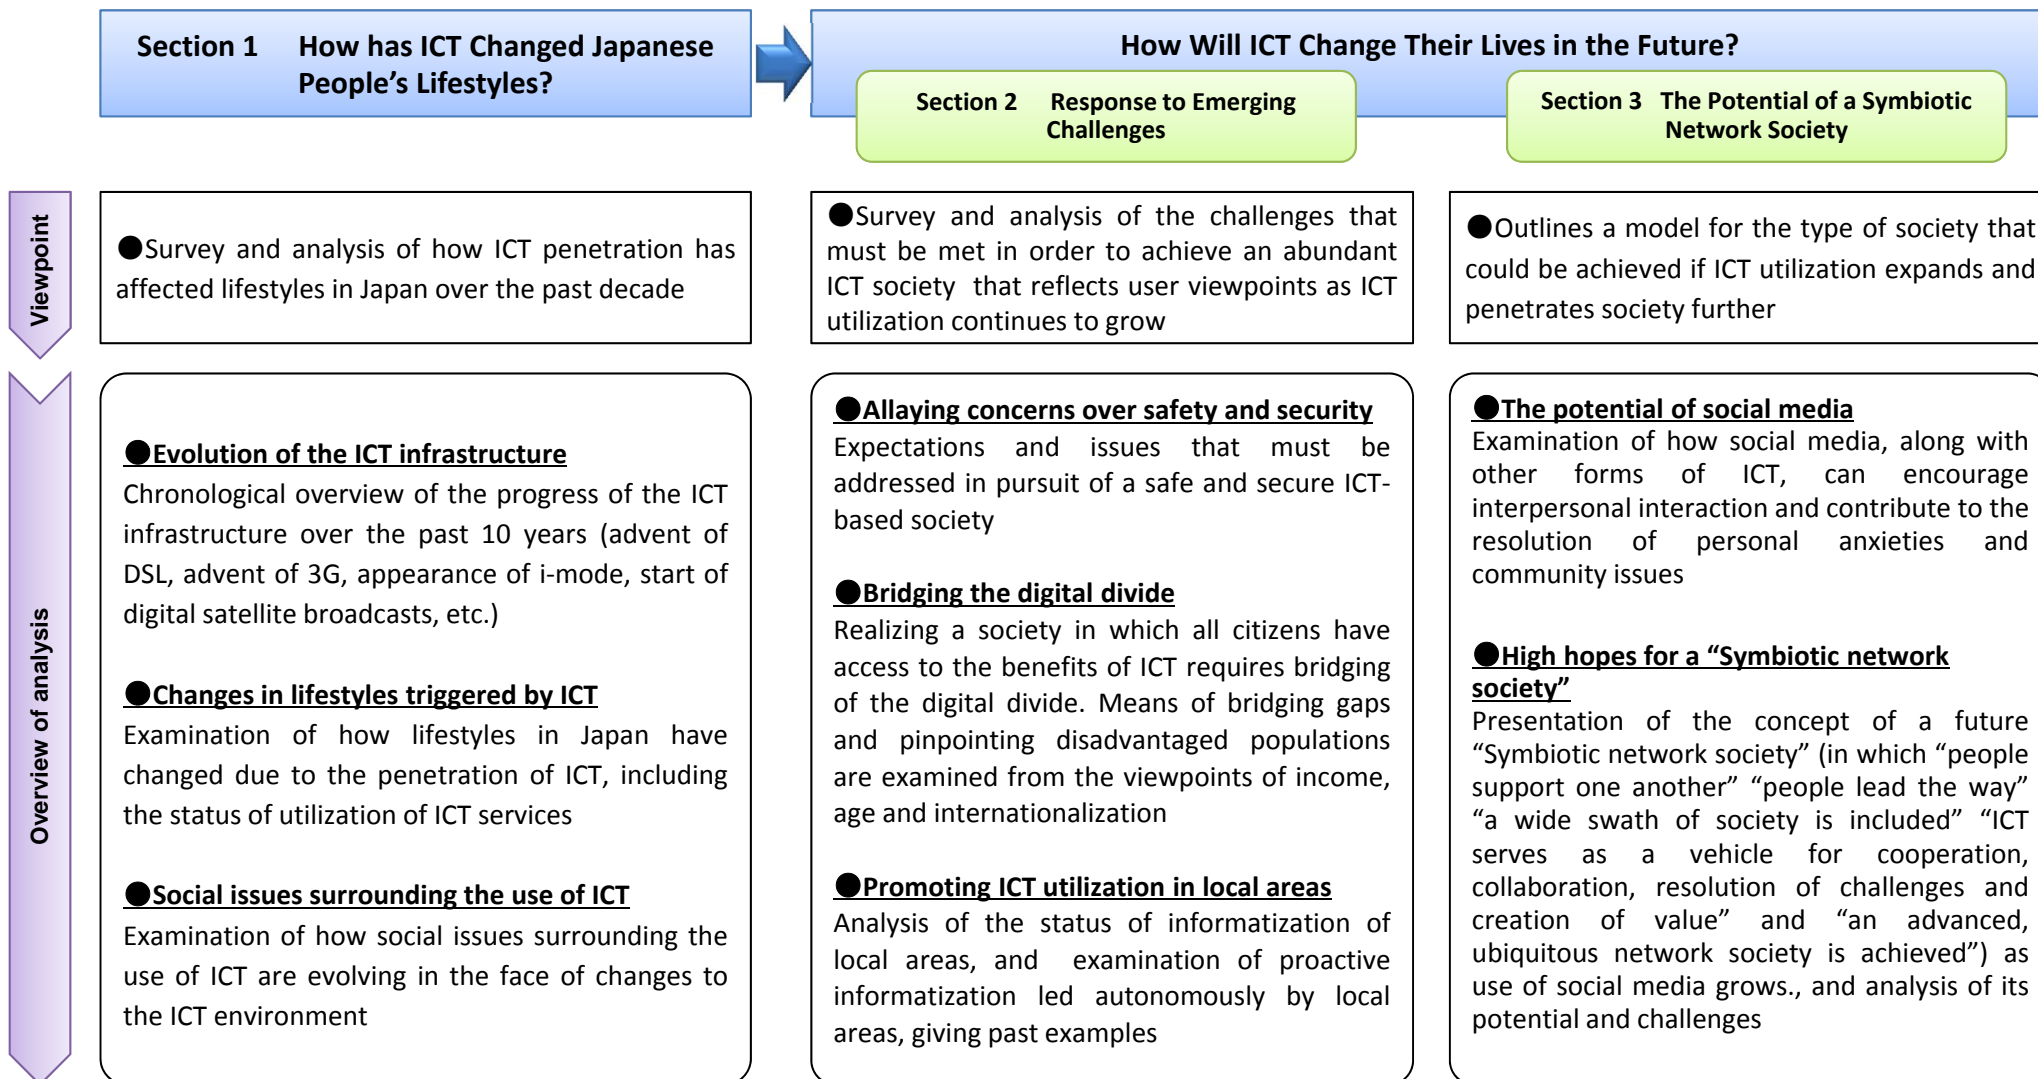 Section 1 How has ICT Changed Japanese
People’s Lifestyles?
How Will ICT Change Their Lives in the Future?
Section 2 Response to Emerging
Challenges
Section 3 The Potential of a Symbiotic
Network Society
Viewpoint
●Survey and analysis of how ICT penetration has
affected lifestyles in Japan over the past decade
●Survey and analysis of the challenges that
must be met in order to achieve an abundant
ICT society that reflects user viewpoints as ICT
utilization continues to grow
●Outlines a model for the type of society that
could be achieved if ICT utilization expands and
penetrates society further
Overview of analysis
●Evolution of the ICT infrastructure
Chronological overview of the progress of the ICT
infrastructure over the past 10 years (advent of
DSL, advent of 3G, appearance of i-mode, start of
digital satellite broadcasts, etc.)
●Changes in lifestyles triggered by ICT
Examination of how lifestyles in Japan have
changed due to the penetration of ICT, including
the status of utilization of ICT services
●Social issues surrounding the use of ICT
Examination of how social issues surrounding the
use of ICT are evolving in the face of changes to
the ICT environment
●Allaying concerns over safety and security
Expectations and issues that must be
addressed in pursuit of a safe and secure ICT-
based society
●Bridging the digital divide
Realizing a society in which all citizens have
access to the benefits of ICT requires bridging
of the digital divide. Means of bridging gaps
and pinpointing disadvantaged populations
are examined from the viewpoints of income,
age and internationalization
●Promoting ICT utilization in local areas
Analysis of the status of informatization of
local areas, and examination of proactive
informatization led autonomously by local
areas, giving past examples
●The potential of social media
Examination of how social media, along with
other forms of ICT, can encourage
interpersonal interaction and contribute to the
resolution of personal anxieties and
community issues
●High hopes for a “Symbiotic network
society”
Presentation of the concept of a future
“Symbiotic network society” (in which “people
support one another” “people lead the way”
“a wide swath of society is included” “ICT
serves as a vehicle for cooperation,
collaboration, resolution of challenges and
creation of value” and “an advanced,
ubiquitous network society is achieved”) as
use of social media grows., and analysis of its
potential and challenges